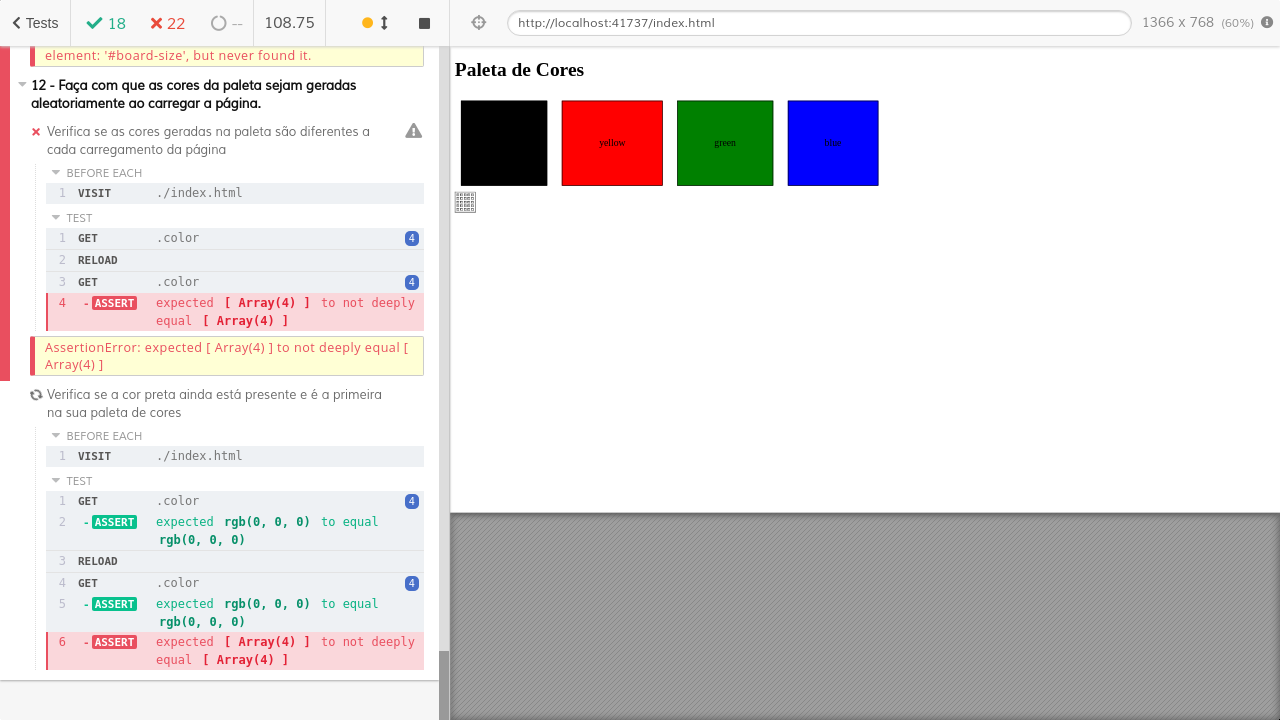 Tests 18 22 -- 108.75
http://localhost:41737/index.html 1366 x 768 (60%)
element: '#board-size', but never found it.
12 - Faça com que as cores da paleta sejam geradas
aleatoriamente ao carregar a página.
Verifica se as cores geradas na paleta são diferentes a
cada carregamento da página
BEFORE EACH
1 VISIT ./index.html
TEST
1 GET .color 4
2 RELOAD
3 GET .color 4
4 -ASSERT expected [ Array(4) ] to not deeply
equal [ Array(4) ]
AssertionError: expected [ Array(4) ] to not deeply equal [
Array(4) ]
Verifica se a cor preta ainda está presente e é a primeira
na sua paleta de cores
BEFORE EACH
1 VISIT ./index.html
TEST
1 GET .color 4
2 -ASSERT expected rgb(0, 0, 0) to equal
rgb(0, 0, 0)
3 RELOAD
4 GET .color 4
5 -ASSERT expected rgb(0, 0, 0) to equal
rgb(0, 0, 0)
6 -ASSERT expected [ Array(4) ] to not deeply
equal [ Array(4) ]
Paleta de Cores
yellow green blue